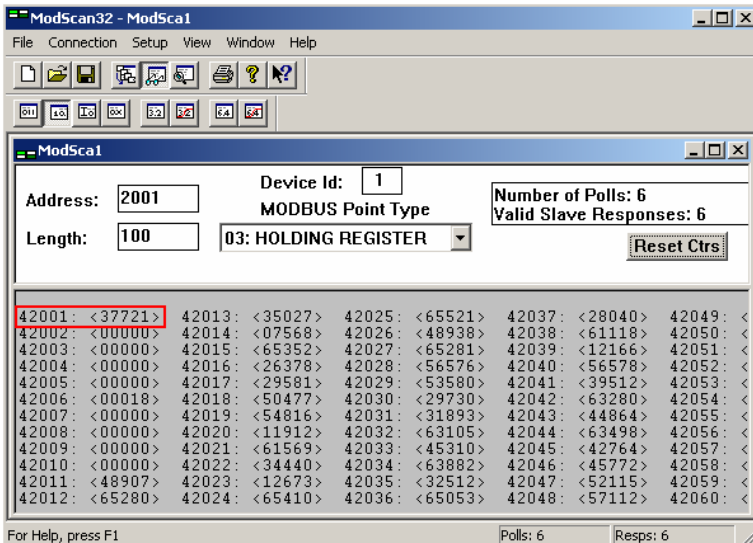 ModScan32 - ModSca1
File Connection Setup View Window Help
ModSca1
Address: 2001
Device Id: 1
MODBUS Point Type
Length: 100
03: HOLDING REGISTER
Number of Polls: 6
Valid Slave Responses: 6
Reset Ctrs
42001: <37721> 42013: <35027> 42025: <65521> 42037: <28040> 42049: <
42002: <00000> 42014: <07568> 42026: <48938> 42038: <61118> 42050: <
42003: <00000> 42015: <65352> 42027: <65281> 42039: <12166> 42051: <
42004: <00000> 42016: <26378> 42028: <56576> 42040: <56578> 42052: <
42005: <00000> 42017: <29581> 42029: <53580> 42041: <39512> 42053: <
42006: <00018> 42018: <50477> 42030: <29730> 42042: <63280> 42054: <
42007: <00000> 42019: <54816> 42031: <31893> 42043: <44864> 42055: <
42008: <00000> 42020: <11912> 42032: <63105> 42044: <63498> 42056: <
42009: <00000> 42021: <61569> 42033: <45310> 42045: <42764> 42057: <
42010: <00000> 42022: <34440> 42034: <63882> 42046: <45772> 42058: <
42011: <48907> 42023: <12673> 42035: <32512> 42047: <52115> 42059: <
42012: <65280> 42024: <65410> 42036: <65053> 42048: <57112> 42060: <
For Help, press F1
Polls: 6
Resps: 6